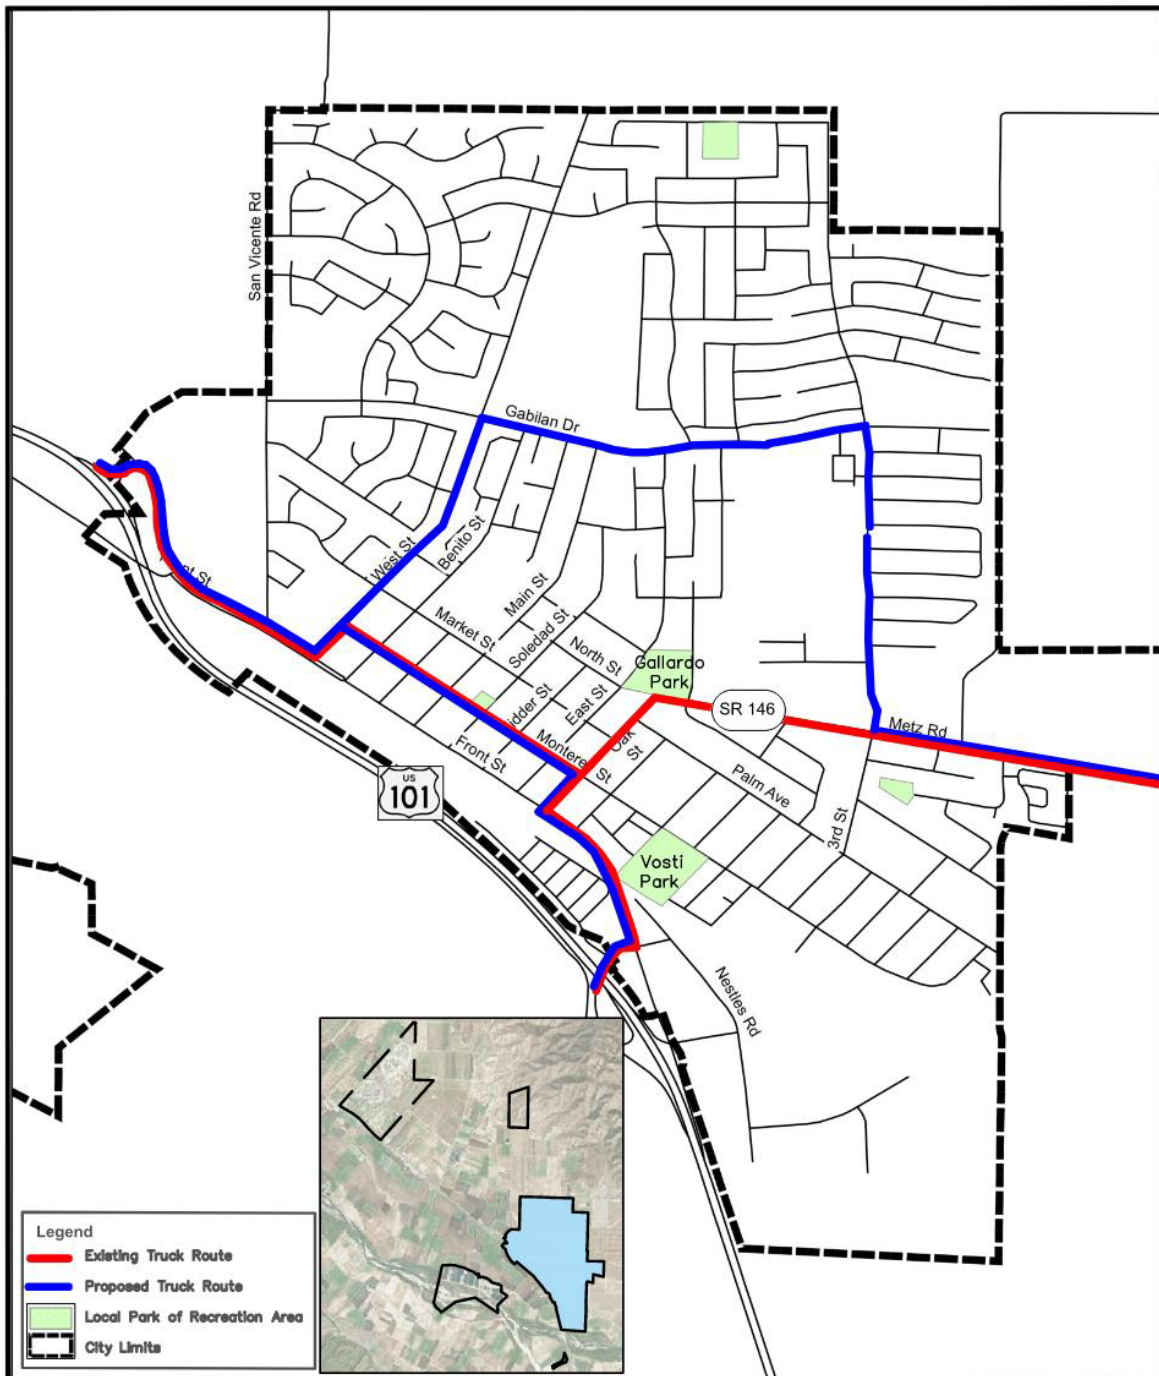 San Vicente Rd
Gabilan Dr
West St
Benito St
Main St
Market St
Soledad St
North St
Gallardo
Park
East St
St
Front St
Oak
St
SR 146
Metz Rd
Palm Ave
3rd St
US
101
Vosti
Park
Nestles Rd
Legend
Existing Truck Route
Proposed Truck Route
Local Park of Recreation Area
City Limits